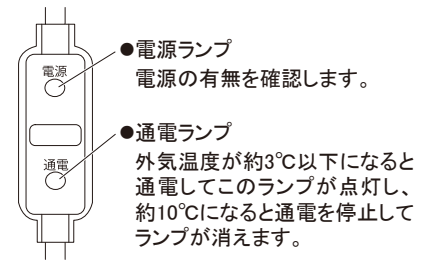 電源
●電源ランプ
電源の有無を確認します。
通電
●通電ランプ
外気温度が約3℃以下になると
通電してこのランプが点灯し、
約10℃になると通電を停止して
ランプが消えます。